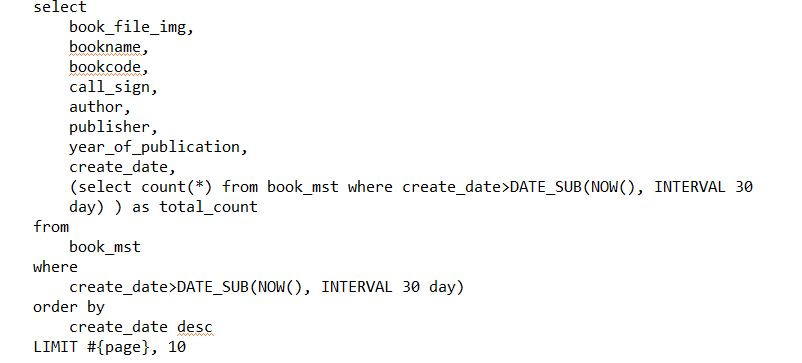 select
book_file_img,
bookname,
bookcode,
call_sign,
author,
publisher,
year_of_publication,
create_date,
(select count(*) from book_mst where create_date>DATE_SUB(NOW(), INTERVAL 30
day) ) as total_count
from
book_mst
where
create_date>DATE_SUB(NOW(), INTERVAL 30 day)
order by
create_date desc
LIMIT #{page}, 10